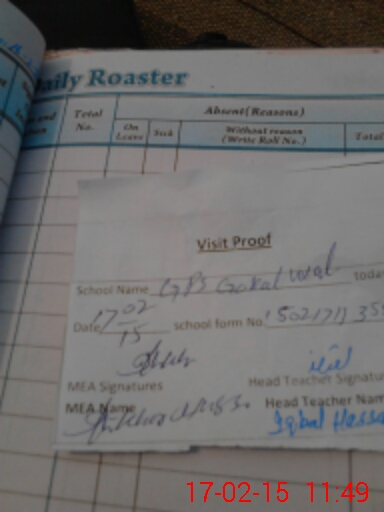 Daily Roaster
Total No.
Absent(Reasons)
On Leave
Sick
Without reason
(Write Roll No.)
Total
Visit Proof
School Name GPS Gokal
Date 17/02/15 school form No.
MEA Signatures
Head Teacher Signatu
MEA Name
Head Teacher Nam
Iqbal Hassa
17-02-15 11:49